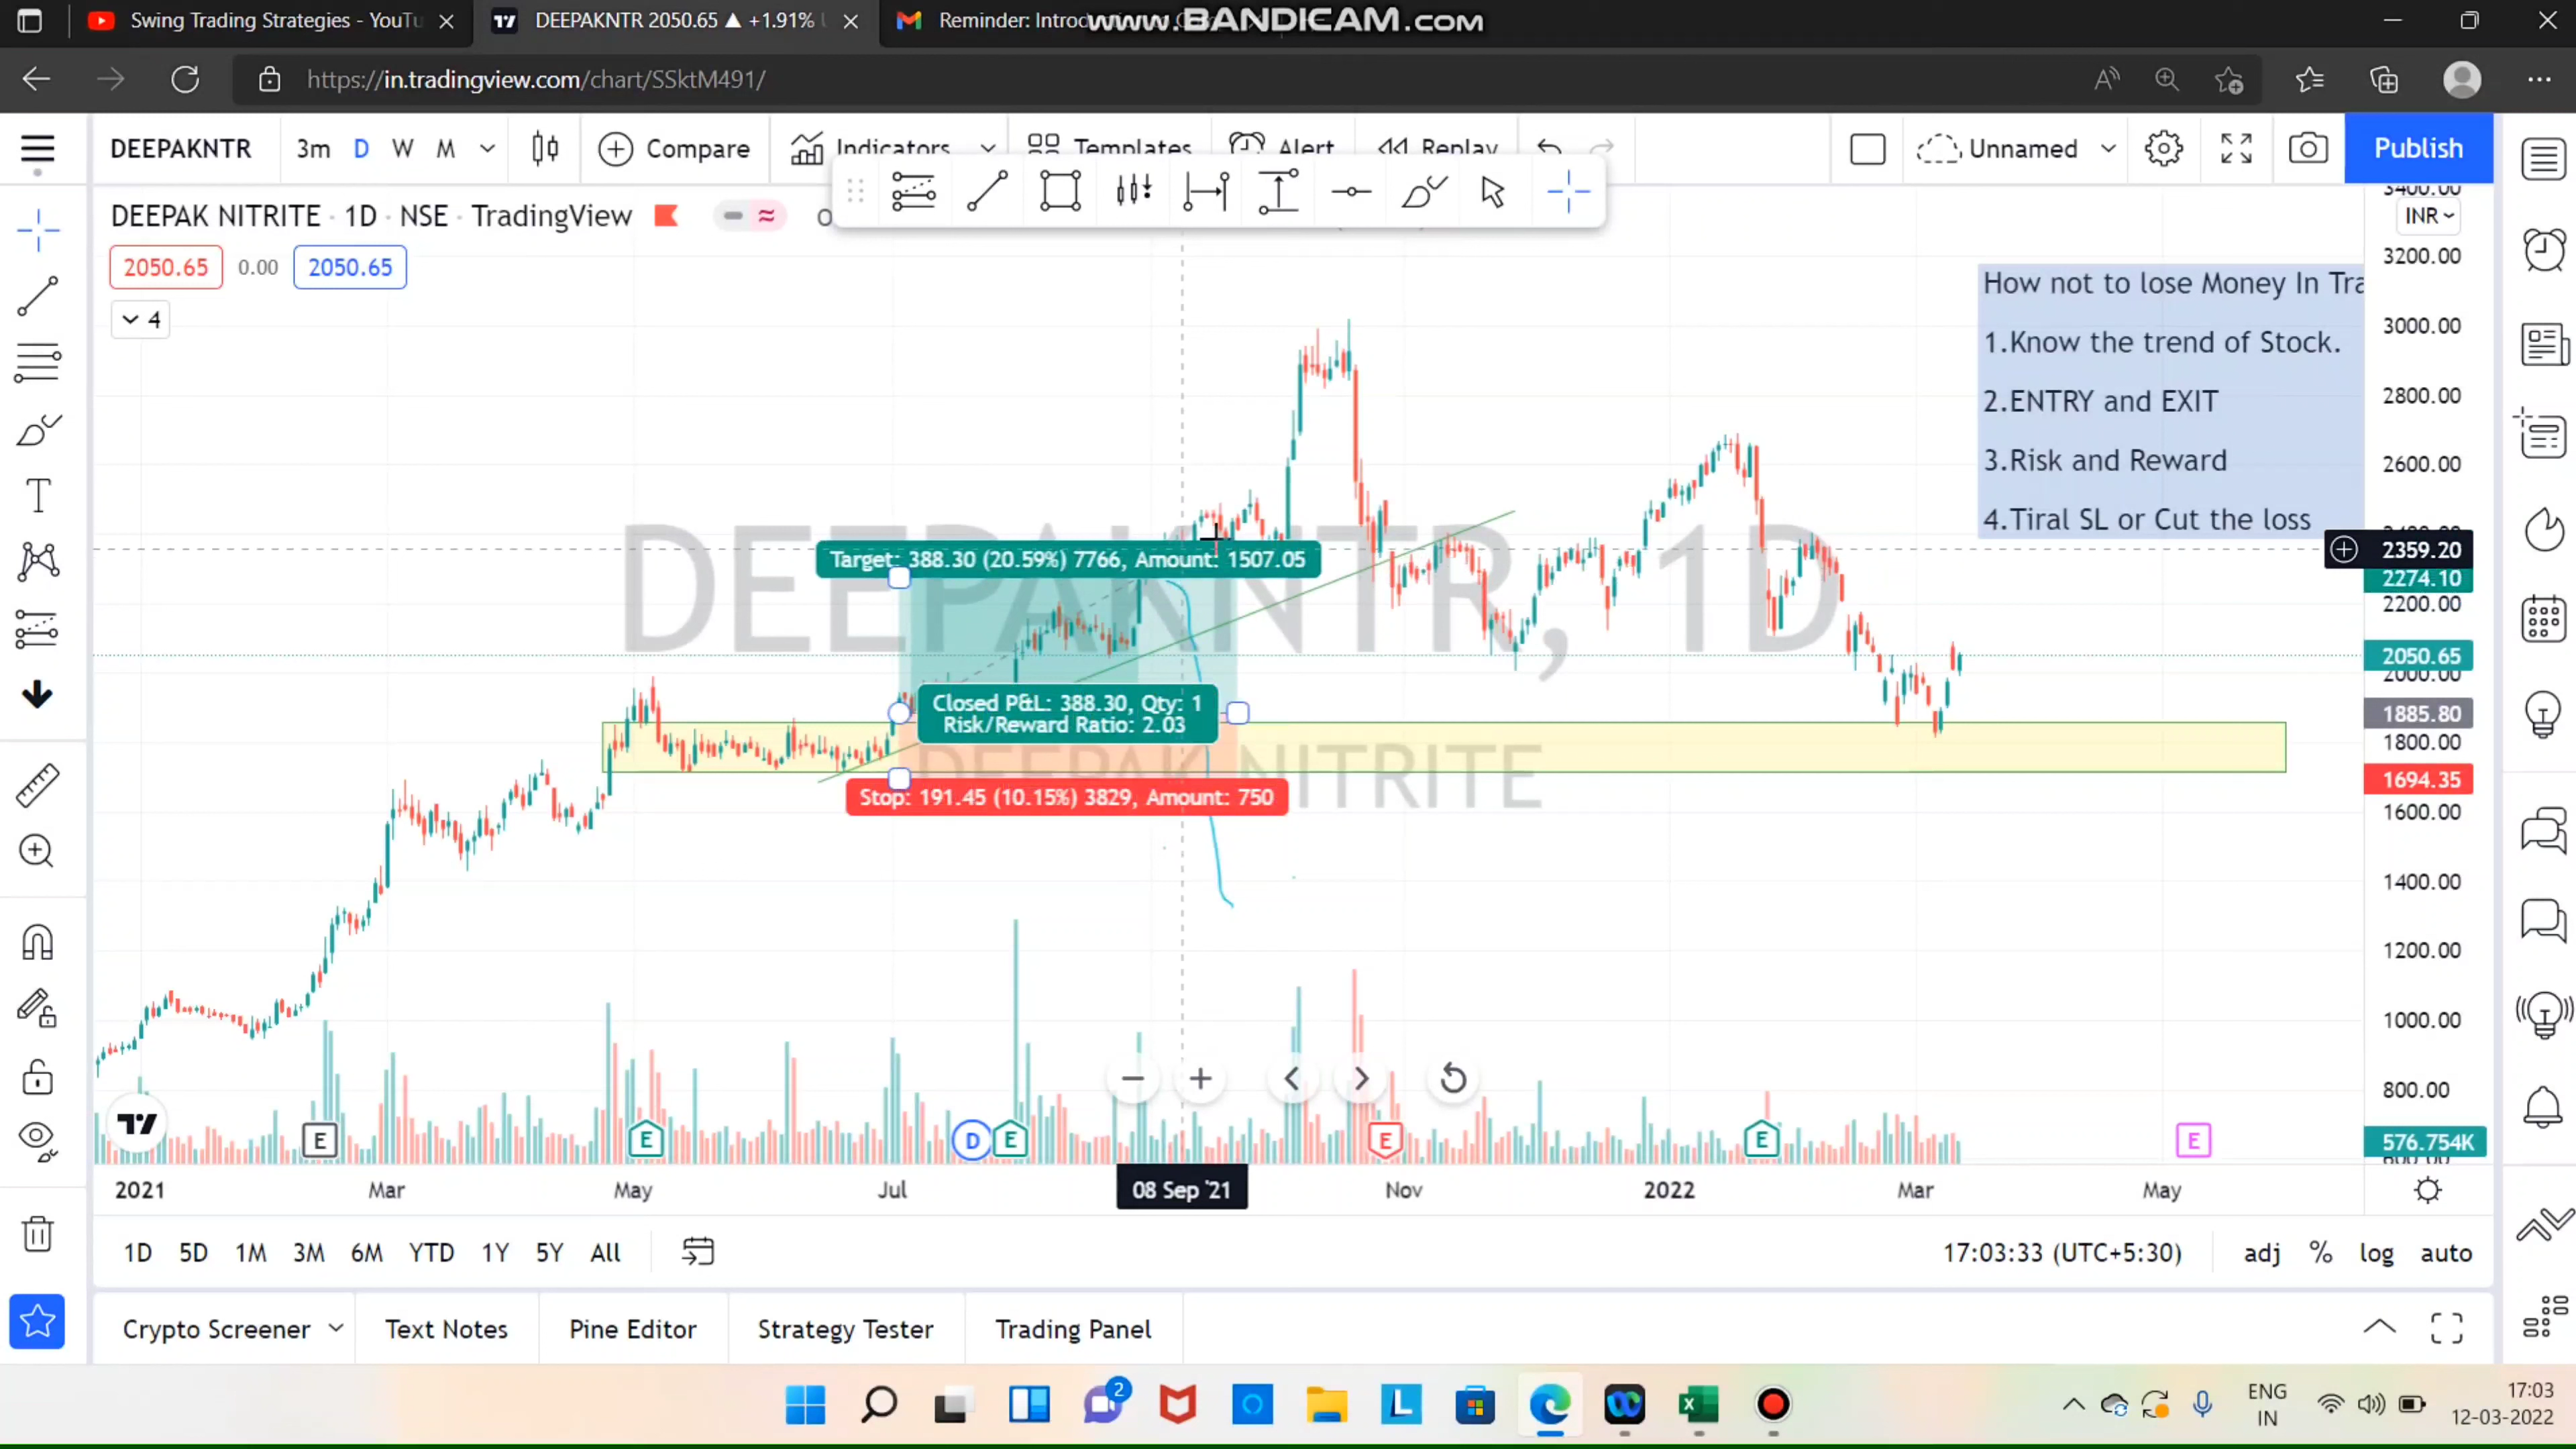 Swing Trading Strategies - YouTu
DEEPAKNTR 2050.65 ▲ +1.91%
Reminder: Introdu
www.BANDICAM.com
https://in.tradingview.com/chart/SSktM491/
DEEPAKNTR
3m
D
W
M
Compare
Indicators
Templates
Alert
Replay
Unnamed
Publish
DEEPAK NITRITE · 1D · NSE · TradingView
2050.65
0.00
2050.65
4
INR
3400.00
3200.00
3000.00
2800.00
2600.00
2359.20
2274.10
2200.00
2050.65
2000.00
1885.80
1800.00
1694.35
1600.00
1400.00
1200.00
1000.00
800.00
576.754K
How not to lose Money In Tra
1.Know the trend of Stock.
2.ENTRY and EXIT
3.Risk and Reward
4.Tiral SL or Cut the loss
DEEPAKNTR, 1D
DEEPAK NITRITE
Target: 388.30 (20.59%) 7766, Amount: 1507.05
Closed P&L: 388.30, Qty: 1
Risk/Reward Ratio: 2.03
Stop: 191.45 (10.15%) 3829, Amount: 750
E
E
D
E
E
E
E
2021
Mar
May
Jul
08 Sep '21
Nov
2022
Mar
May
1D
5D
1M
3M
6M
YTD
1Y
5Y
All
17:03:33 (UTC+5:30)
adj
%
log
auto
Crypto Screener
Text Notes
Pine Editor
Strategy Tester
Trading Panel
2
ENG
IN
17:03
12-03-2022